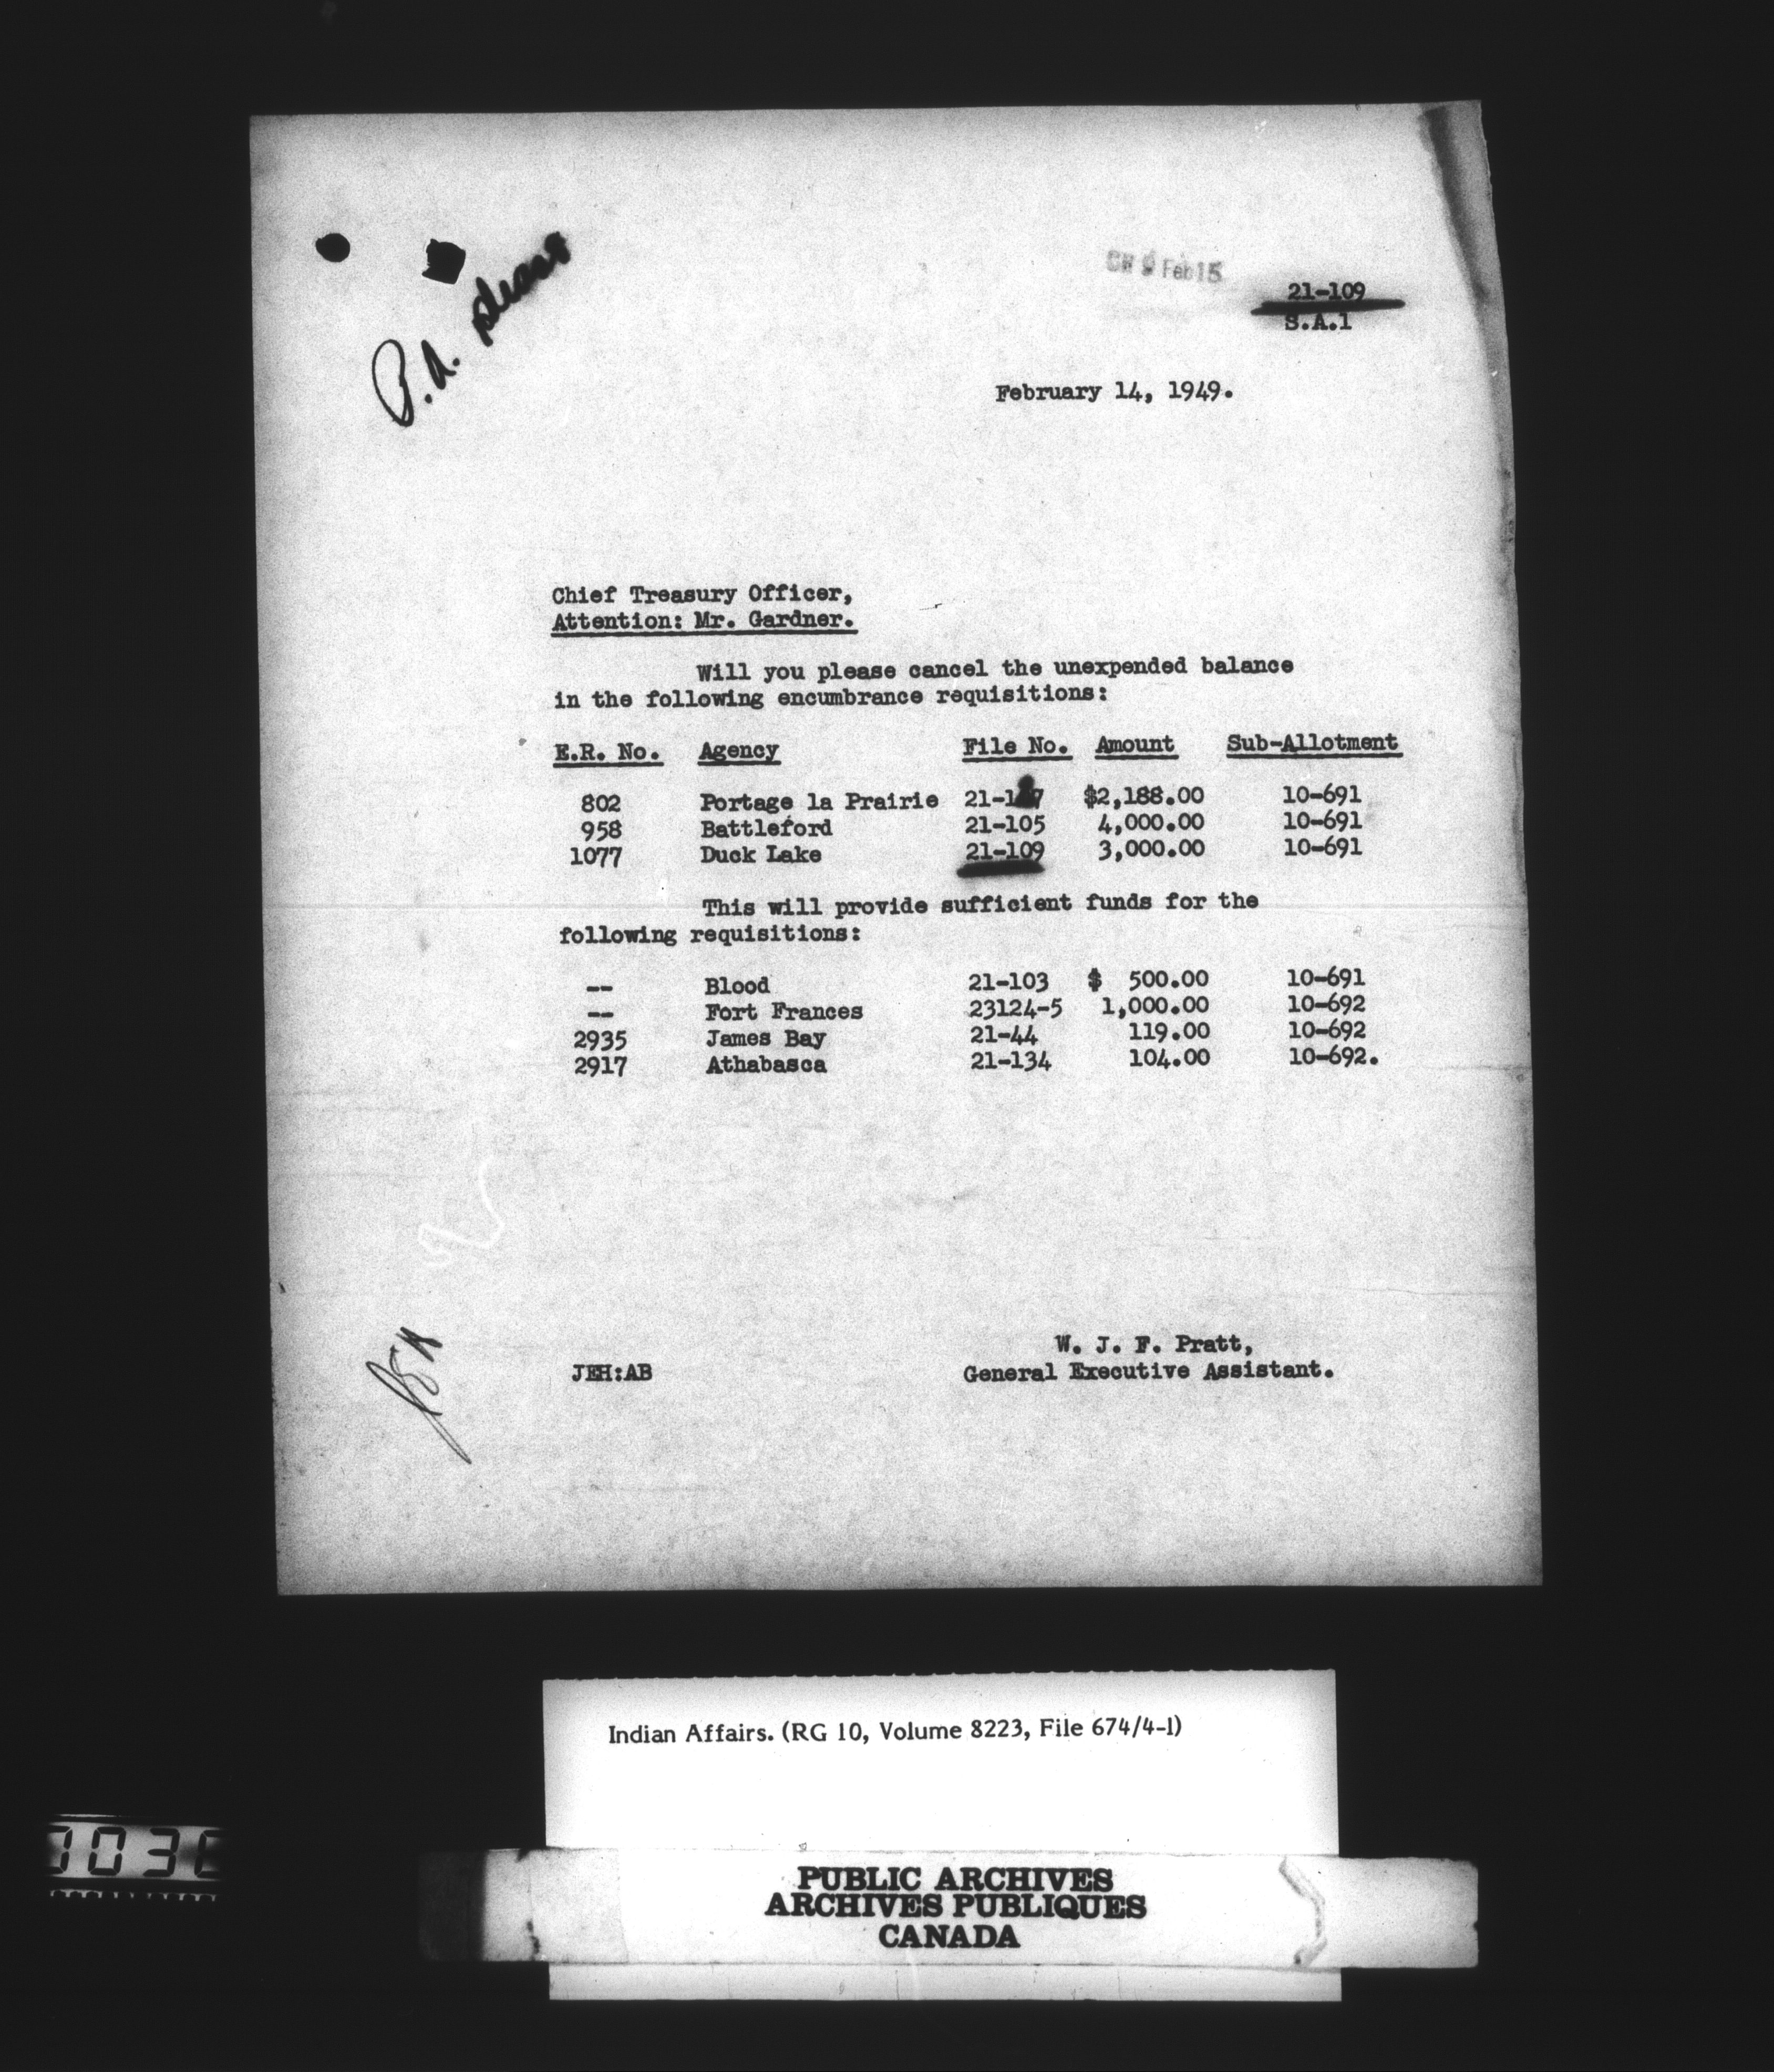 P.A. please
Feb 15
21-109
S.A.1
February 14, 1949.
Chief Treasury Officer,
Attention: Mr. Gardner.
Will you please cancel the unexpended balance
in the following encumbrance requisitions:
E.R. No. Agency File No. Amount Sub-Allotment
802 Portage la Prairie $2,188.00 10-691
958 Battleford 21-105 4,000.00 10-691
1077 Duck Lake 21-109 3,000.00 10-691
This will provide sufficient funds for the
following requisitions:
-- Blood 21-103 $ 500.00 10-691
-- Fort Frances 23124-5 1,000.00 10-692
2935 James Bay 21-44 119.00 10-692
2917 Athabasca 21-134 104.00 10-692.
W. J. F. Pratt,
JEH:AB General Executive Assistant.
Indian Affairs. (RG 10, Volume 8223, File 674/4-1)
PUBLIC ARCHIVES
ARCHIVES PUBLIQUES
CANADA